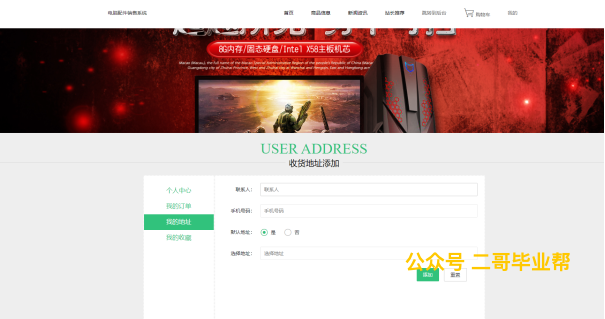 电脑配件销售系统
首页
商品信息
新闻资讯
站长推荐
购物车
我的
8G内存/固态硬盘/Intel X58主板机芯
USER ADDRESS
收货地址添加
个人中心
我的订单
我的地址
我的收藏
联系人：
联系人
手机号码：
手机号码
默认地址：
是
否
选择地址：
选择地址
添加
重置
公众号 二哥毕业帮